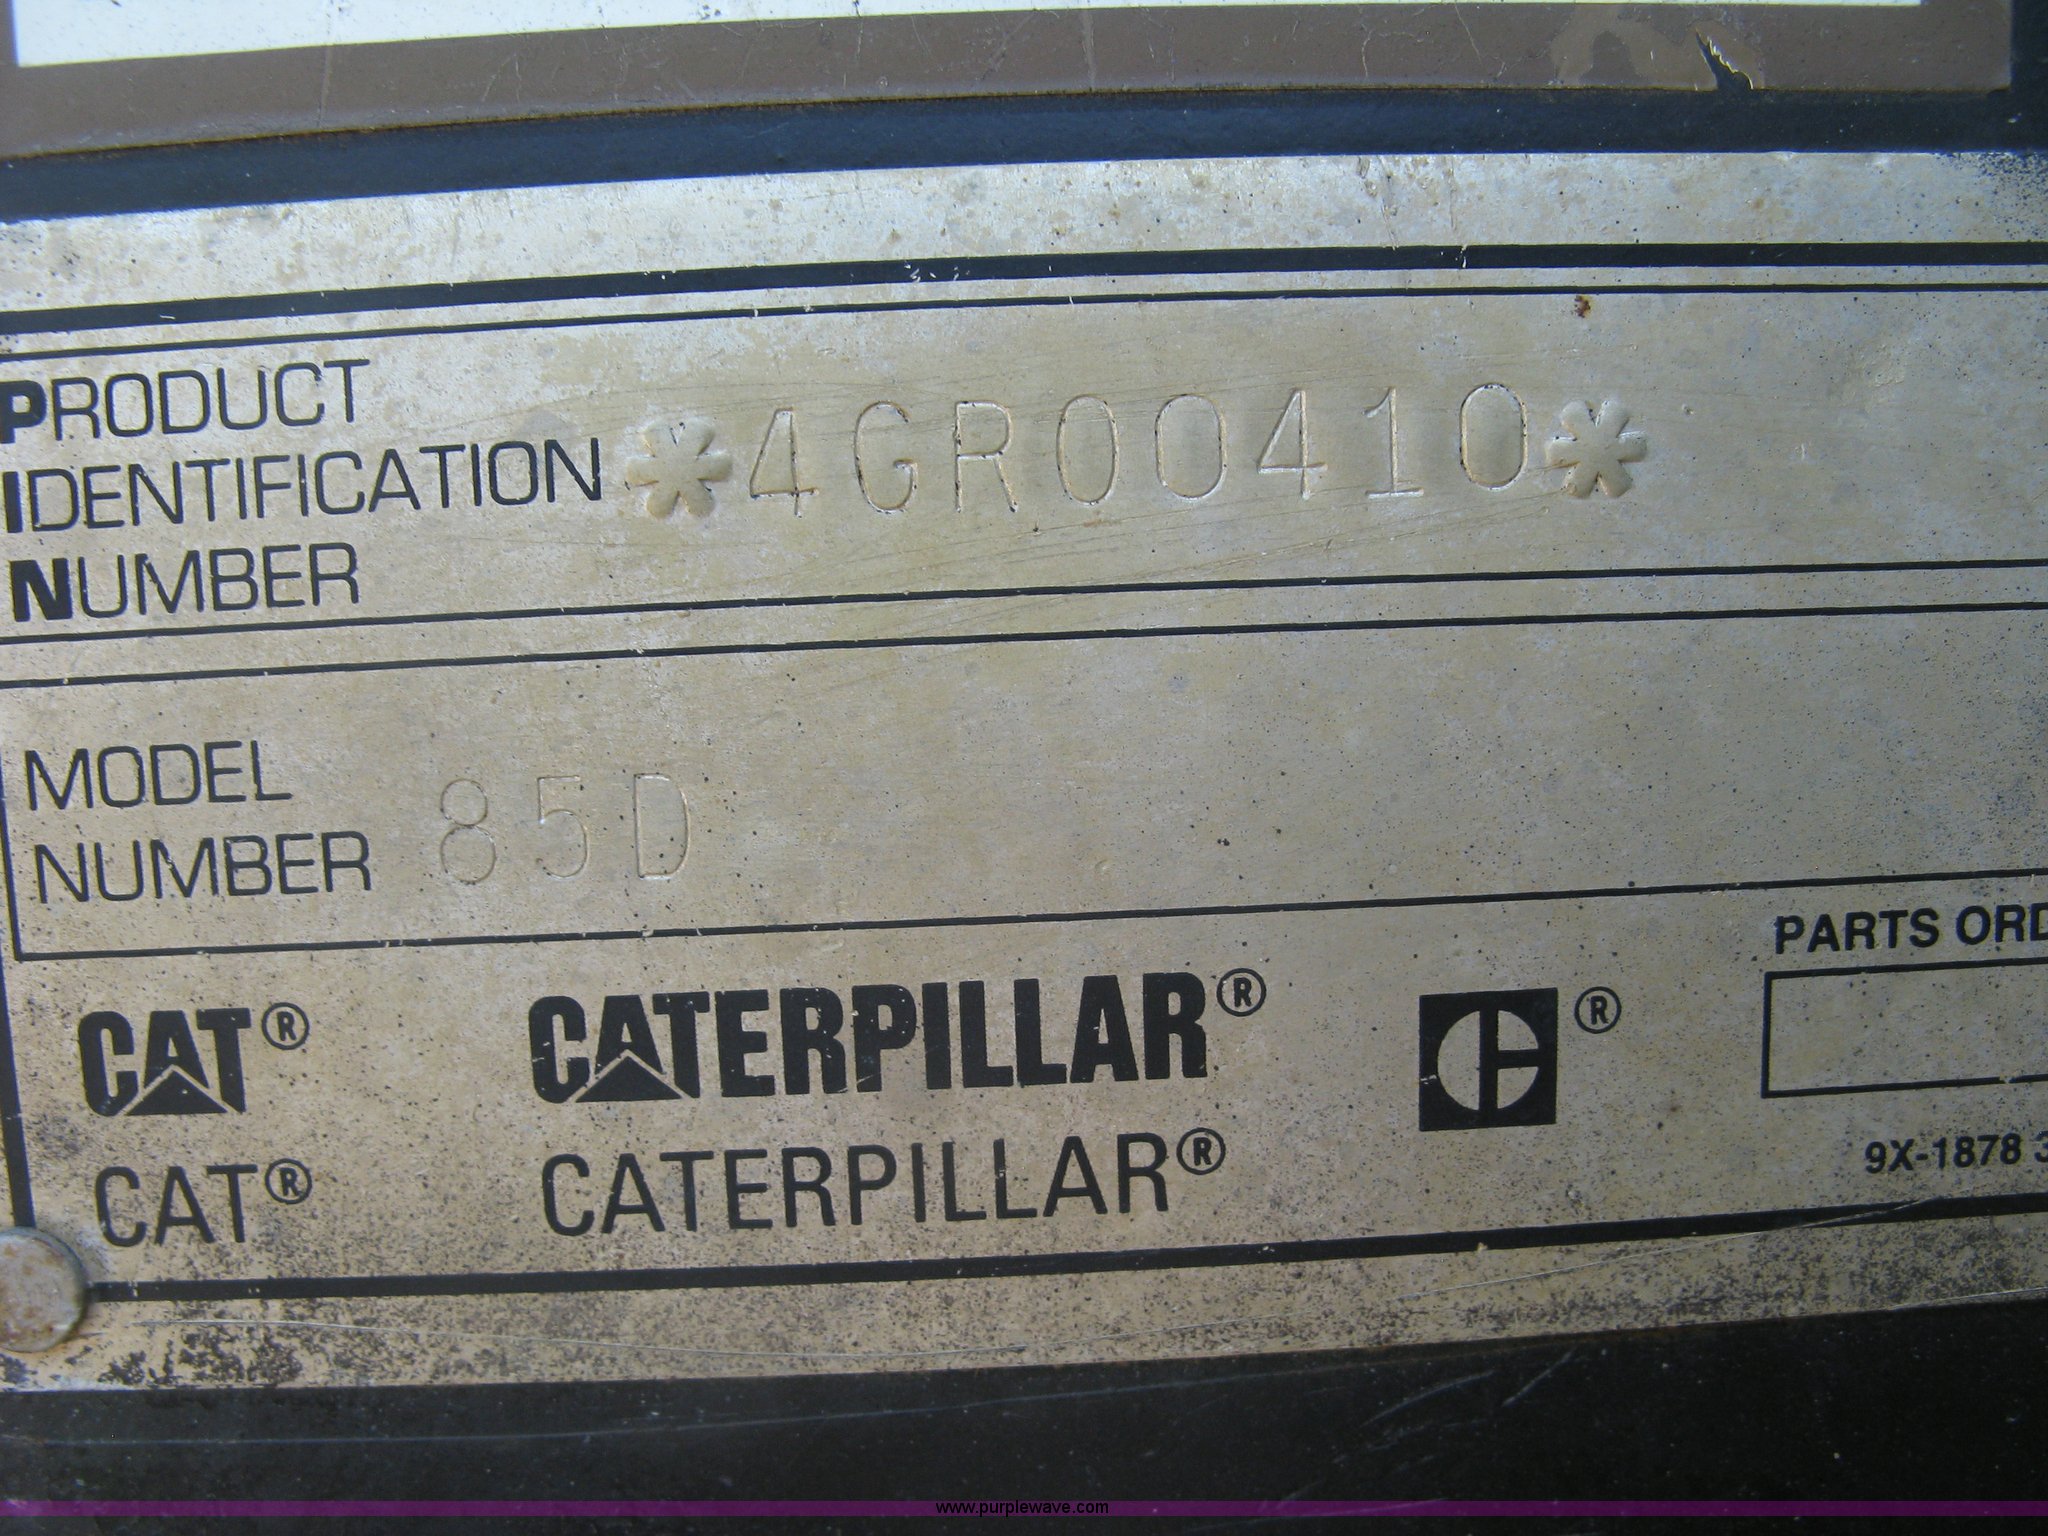 PRODUCT
IDENTIFICATION *4GR00410*
NUMBER
MODEL
NUMBER 85D
PARTS ORD
CAT® CATERPILLAR® ®
CAT® CATERPILLAR®
9X-1878 3
www.purplewave.com